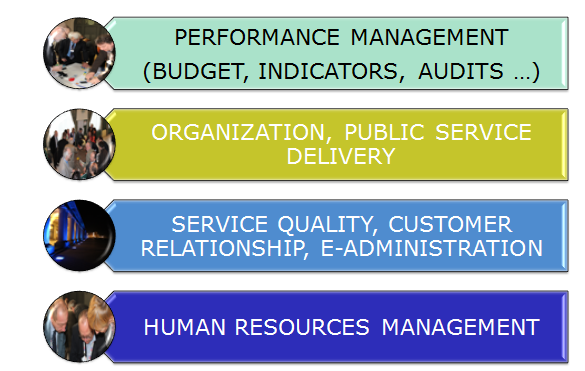 PERFORMANCE MANAGEMENT
(BUDGET, INDICATORS, AUDITS …)
ORGANIZATION, PUBLIC SERVICE
DELIVERY
SERVICE QUALITY, CUSTOMER
RELATIONSHIP, E-ADMINISTRATION
HUMAN RESOURCES MANAGEMENT